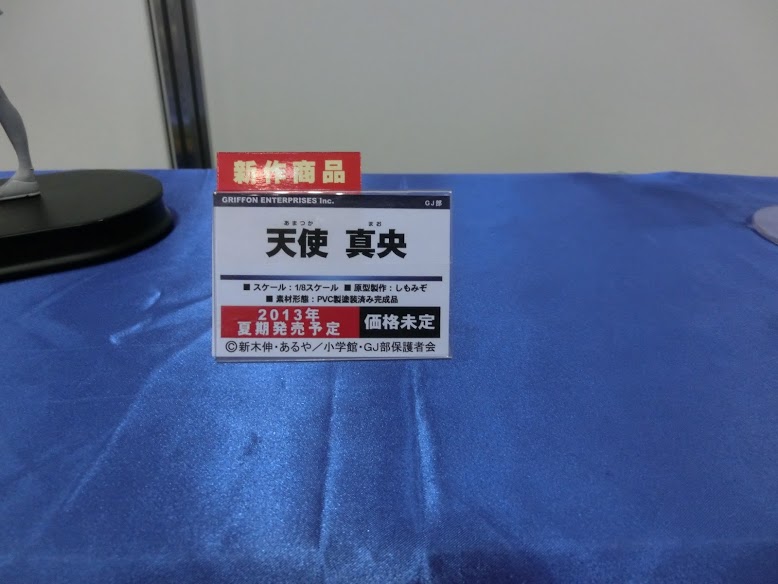 新作商品
GRIFFON ENTERPRISES Inc. GJ部
あまつか まお
天使 真央
■ スケール：1/8スケール ■ 原型製作：しもみぞ
■ 素材形態：PVC製塗装済み完成品
2013年
夏期発売予定 価格未定
©新木伸・あるや／小学館・GJ部保護者会